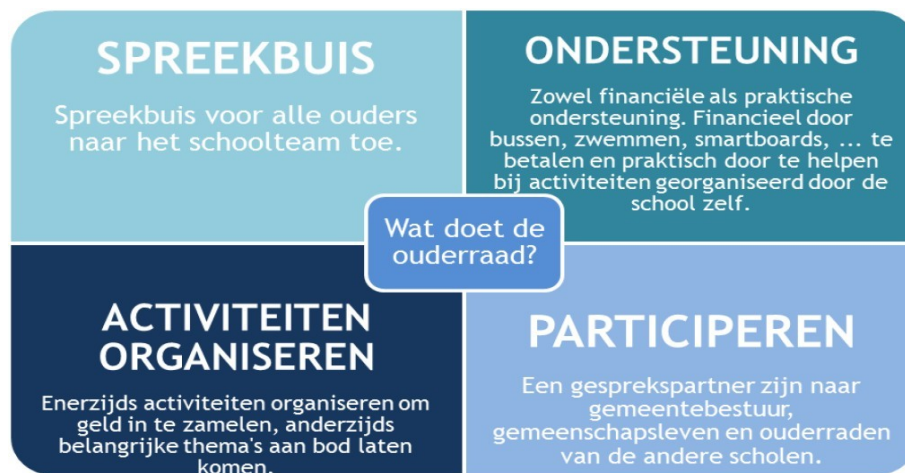 SPREEKBUIS
Spreekbuis voor alle ouders
naar het schoolteam toe.
ONDERSTEUNING
Zowel financiële als praktische
ondersteuning. Financieel door
bussen, zwemmen, smartboards, ... te
betalen en praktisch door te helpen
bij activiteiten georganiseerd door de
school zelf.
Wat doet de
ouderraad?
ACTIVITEITEN
ORGANISEREN
Enerzijds activiteiten organiseren om
geld in te zamelen, anderzijds
belangrijke thema's aan bod laten
komen.
PARTICIPEREN
Een gesprekspartner zijn naar
gemeentebestuur,
gemeenschapsleven en ouderraden
van de andere scholen.